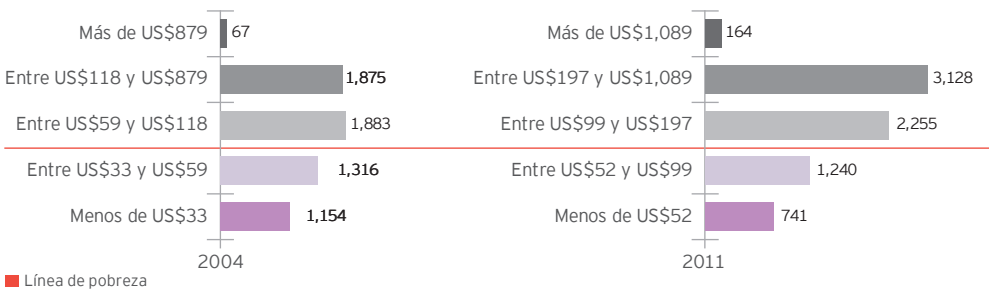 Más de US$879 67
Entre US$118 y US$879 1,875
Entre US$59 y US$118 1,883
Entre US$33 y US$59 1,316
Menos de US$33 1,154
2004
Más de US$1,089 164
Entre US$197 y US$1,089 3,128
Entre US$99 y US$197 2,255
Entre US$52 y US$99 1,240
Menos de US$52 741
2011
Línea de pobreza